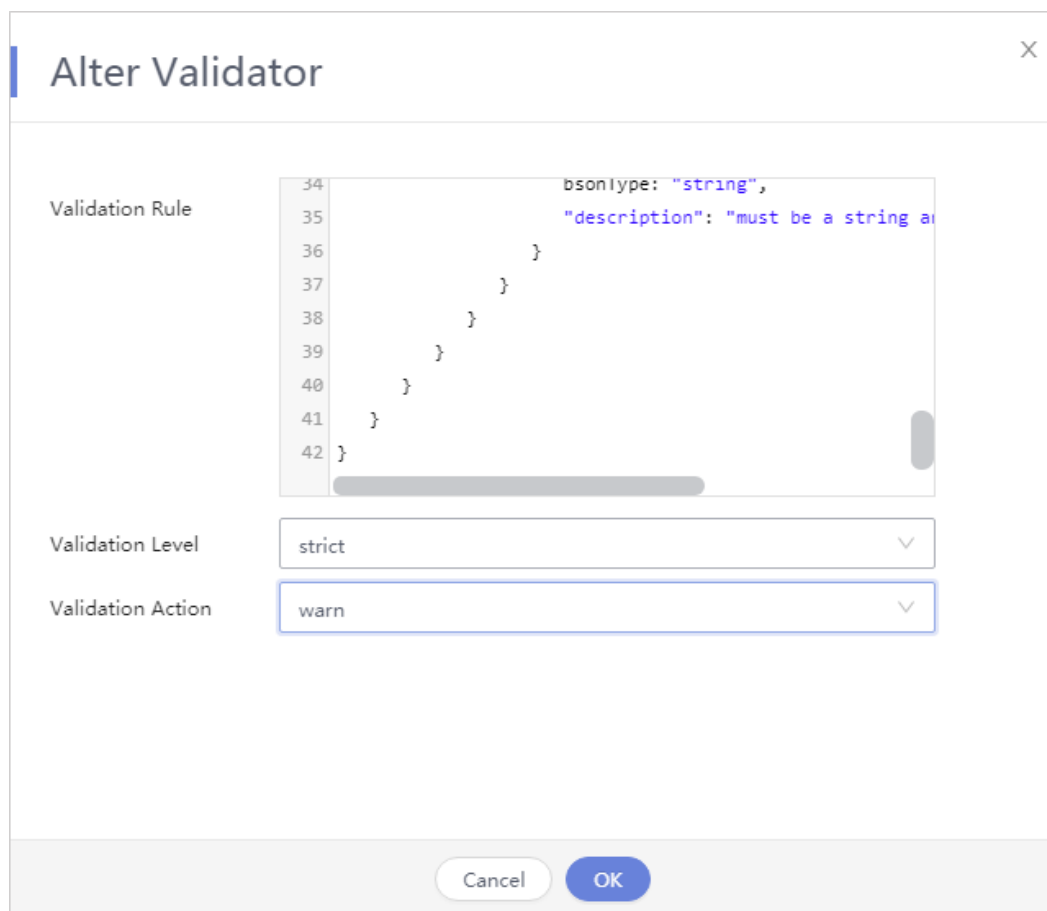 X
Alter Validator
Validation Rule
34 bsonType: "string",
35 "description": "must be a string
36 }
37 }
38 }
39 }
40 }
41 }
42 }
Validation Level strict
Validation Action warn
Cancel OK